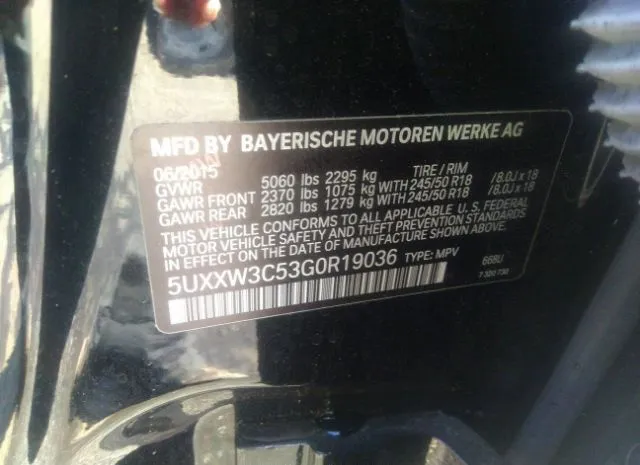 MFD BY BAYERISCHE MOTOREN WERKE AG
06/2015
GVWR 5060 lbs 2295 kg TIRE / RIM
GAWR FRONT 2370 lbs 1075 kg WITH 245/50 R18 /8.0J x 18
GAWR REAR 2820 lbs 1279 kg WITH 245/50 R18 /8.0J x 18
THIS VEHICLE CONFORMS TO ALL APPLICABLE U. S. FEDERAL
MOTOR VEHICLE SAFETY AND THEFT PREVENTION STANDARDS
IN EFFECT ON THE DATE OF MANUFACTURE SHOWN ABOVE.
5UXXW3C53G0R19036 TYPE: MPV 668U
7 320 730